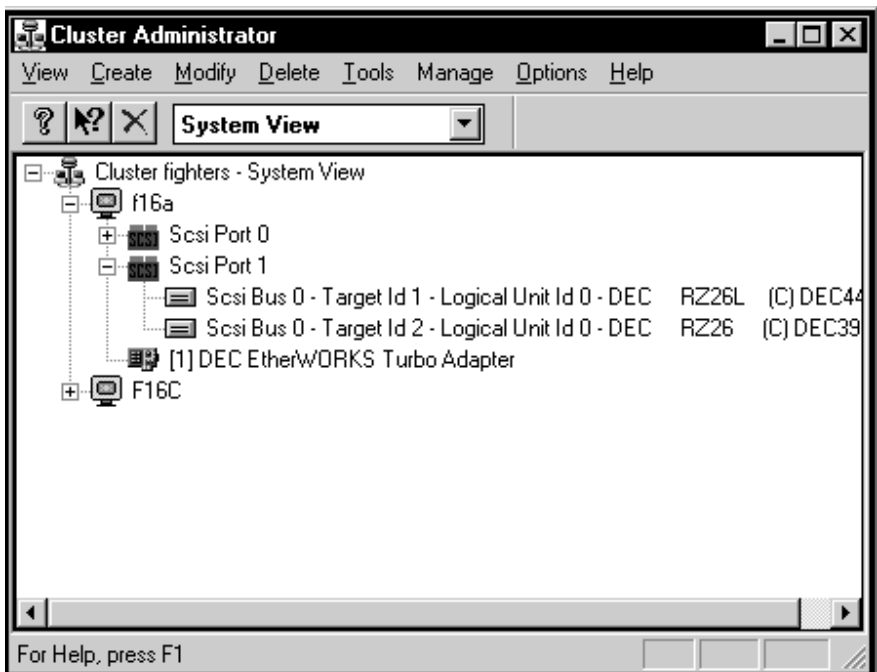 Cluster Administrator
View Create Modify Delete Tools Manage Options Help
System View
Cluster fighters - System View
f16a
Scsi Port 0
Scsi Port 1
Scsi Bus 0 - Target Id 1 - Logical Unit Id 0 - DEC RZ26L (C) DEC44
Scsi Bus 0 - Target Id 2 - Logical Unit Id 0 - DEC RZ26 (C) DEC39
[1] DEC EtherWORKS Turbo Adapter
F16C
For Help, press F1